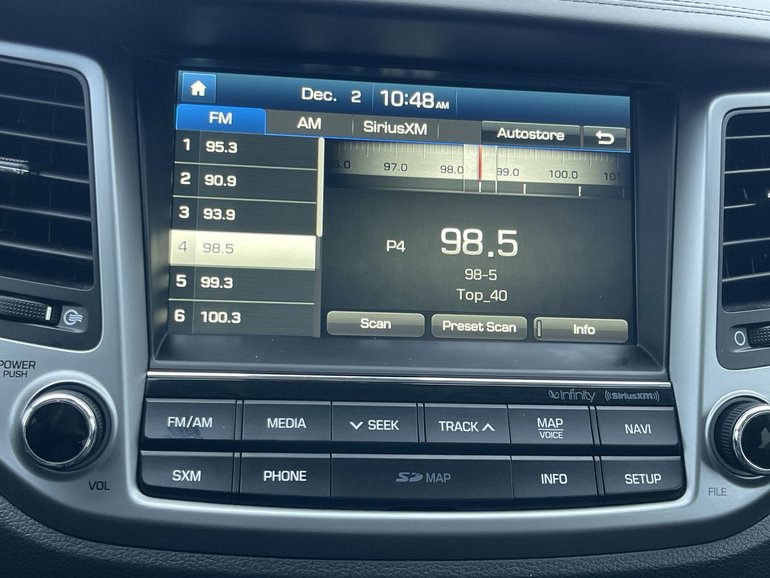 Dec. 2 10:48 AM
FM AM SiriusXM Autostore
1 95.3
2 90.9
3 93.9
4 98.5
5 99.3
6 100.3
97.0 98.0 99.0 100.0
P4 98.5
98-5
Top_40
Scan Preset Scan Info
POWER
PUSH
VOL
infinity ((SiriusXM))
FM/AM MEDIA SEEK TRACK MAP
VOICE NAVI
SXM PHONE SD MAP INFO SETUP
FILE